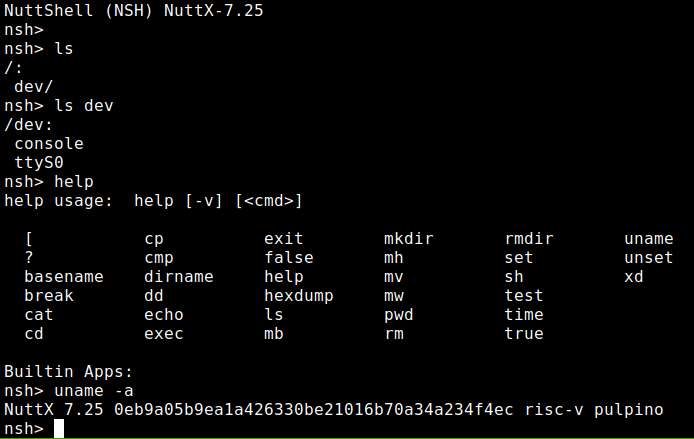 NuttShell (NSH) NuttX-7.25
nsh>
nsh> ls
/:
 dev/
nsh> ls dev
/dev:
 console
 ttyS0
nsh> help
help usage:  help [-v] [<cmd>]

  [           cp          exit        mkdir       rmdir       uname
  ?           cmp         false       mh          set         unset
  basename    dirname     help        mv          sh          xd
  break       dd          hexdump     mw          test
  cat         echo        ls          pwd         time
  cd          exec        mb          rm          true

Builtin Apps:
nsh> uname -a
NuttX 7.25 0eb9a05b9ea1a426330be21016b70a34a234f4ec risc-v pulpino
nsh>